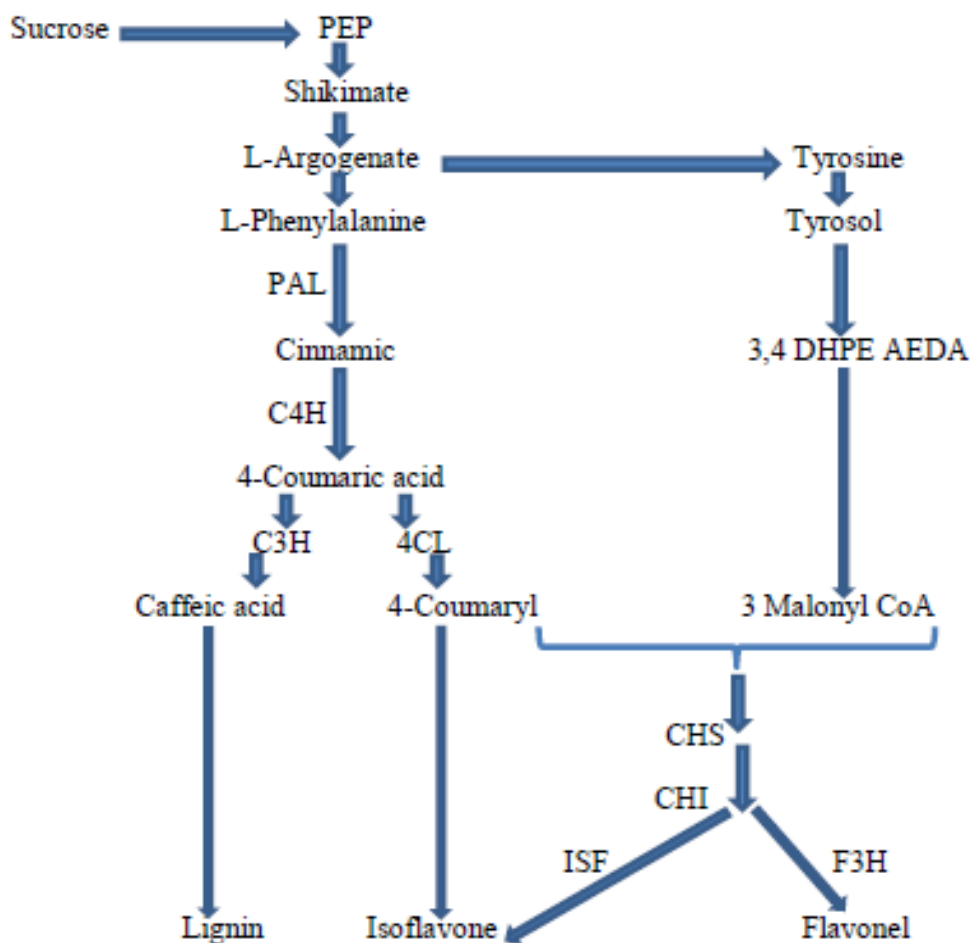 Sucrose PEP
Shikimate
L-Argogenate Tyrosine
L-Phenylalanine Tyrosol
PAL
Cinnamic 3,4 DHPE AEDA
C4H
4-Coumaric acid
C3H 4CL
Caffeic acid 4-Coumaryl 3 Malonyl CoA
CHS
CHI
ISF F3H
Lignin Isoflavone Flavonel